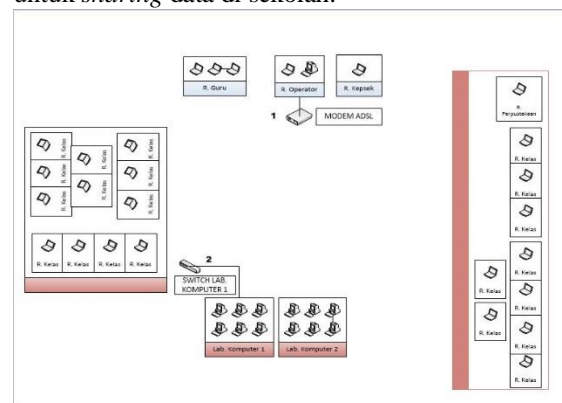 untuk sharing data di sekolah.
R. Guru
R. Operator
R. Kepsek
1
MODEM ADSL
R.
Perpustakaan
R. Kelas
R. Kelas
R. Kelas
R. Kelas
R. Kelas
R. Kelas
R. Kelas
R. Kelas
R. Kelas
R. Kelas
R. Kelas
R. Kelas
2
SWITCH LAB.
KOMPUTER 1
Lab. Komputer 1
Lab. Komputer 2
R. Kelas
R. Kelas
R. Kelas
R. Kelas
R. Kelas
R. Kelas
R. Kelas
R. Kelas
R. Kelas